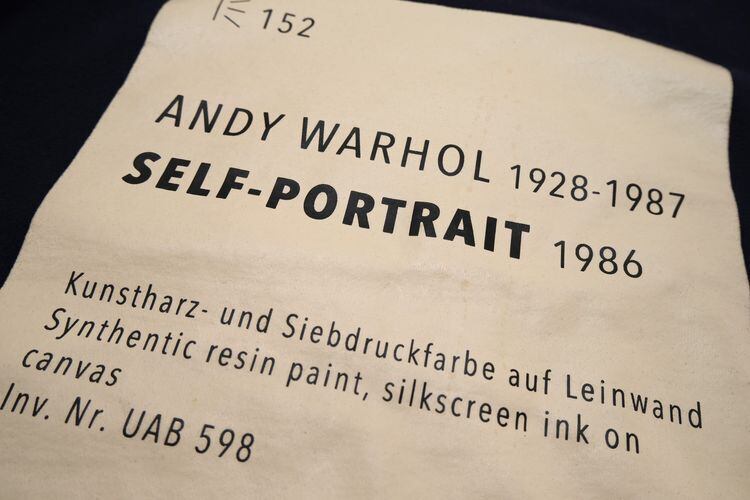 152
ANDY WARHOL 1928-1987
SELF-PORTRAIT 1986
Kunstharz- und Siebdruckfarbe auf Leinwand
Synthentic resin paint, silkscreen ink on
canvas
Inv. Nr. UAB 598